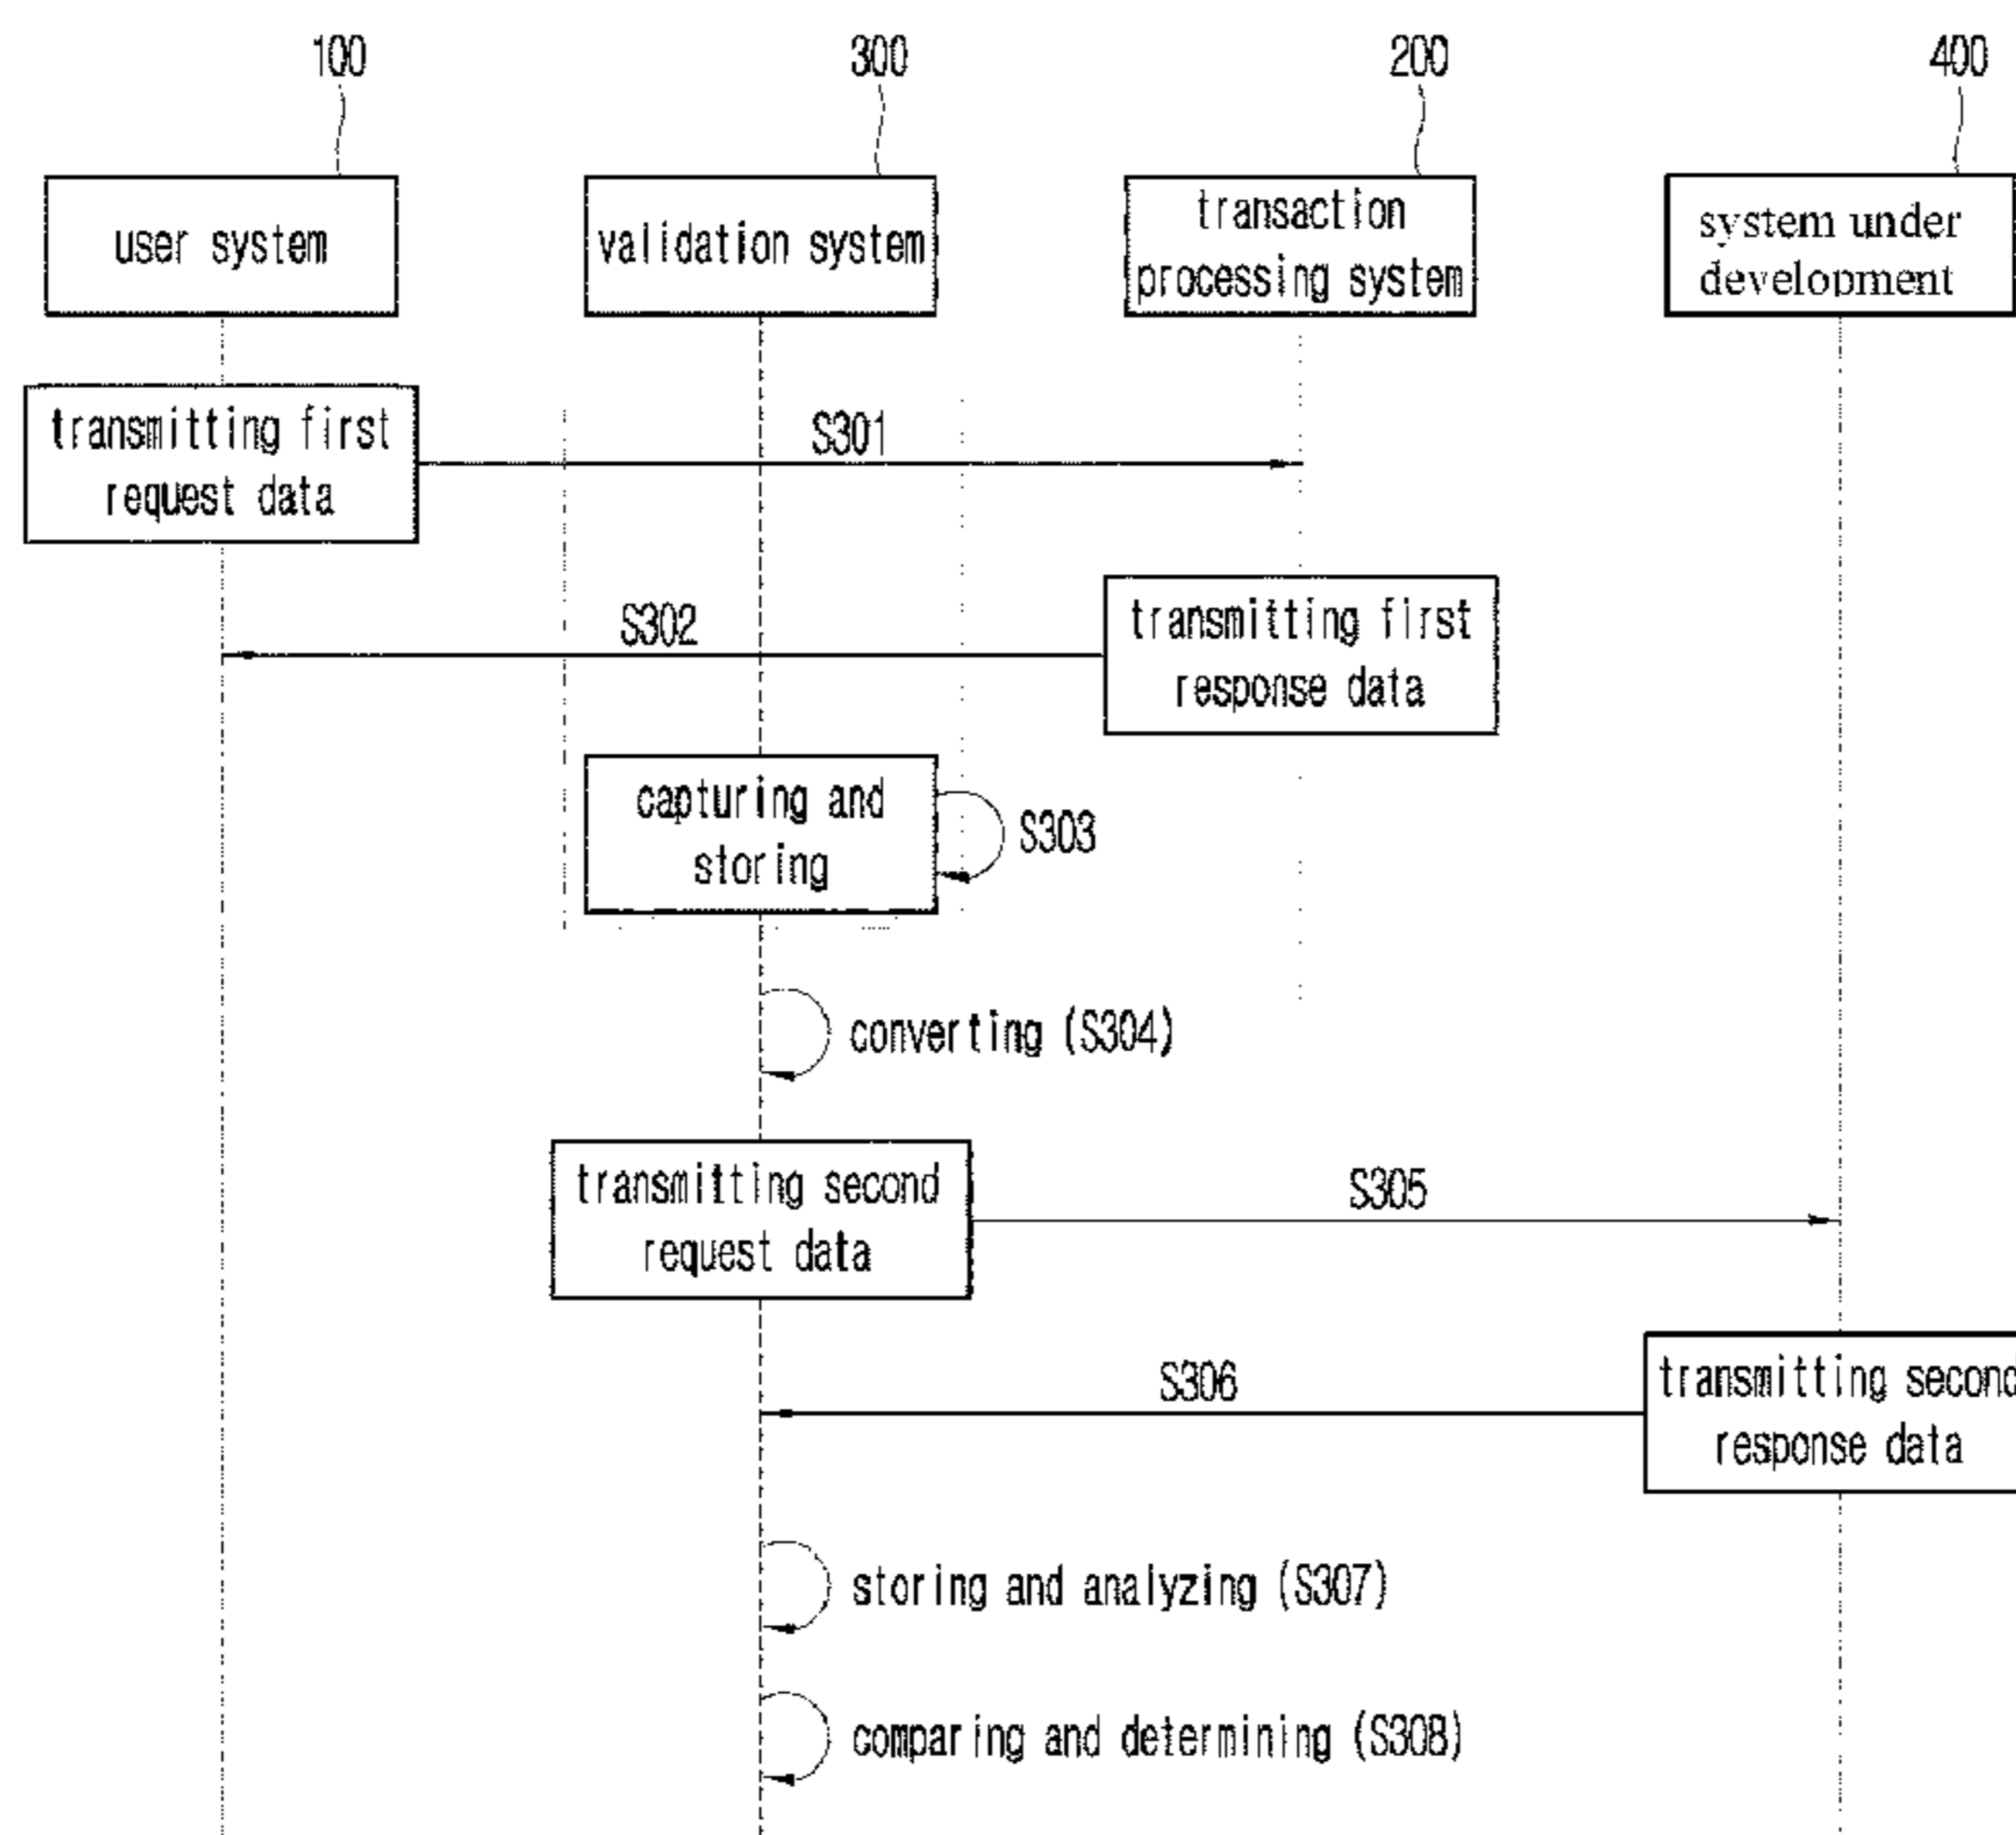 100
300
200
400
user system
validation system
transaction
processing system
system under
development
transmitting first
request data
S301
S302
transmitting first
response data
capturing and
storing
S303
converting (S304)
transmitting second
request data
S305
S306
transmitting second
response data
storing and analyzing (S307)
comparing and determining (S308)